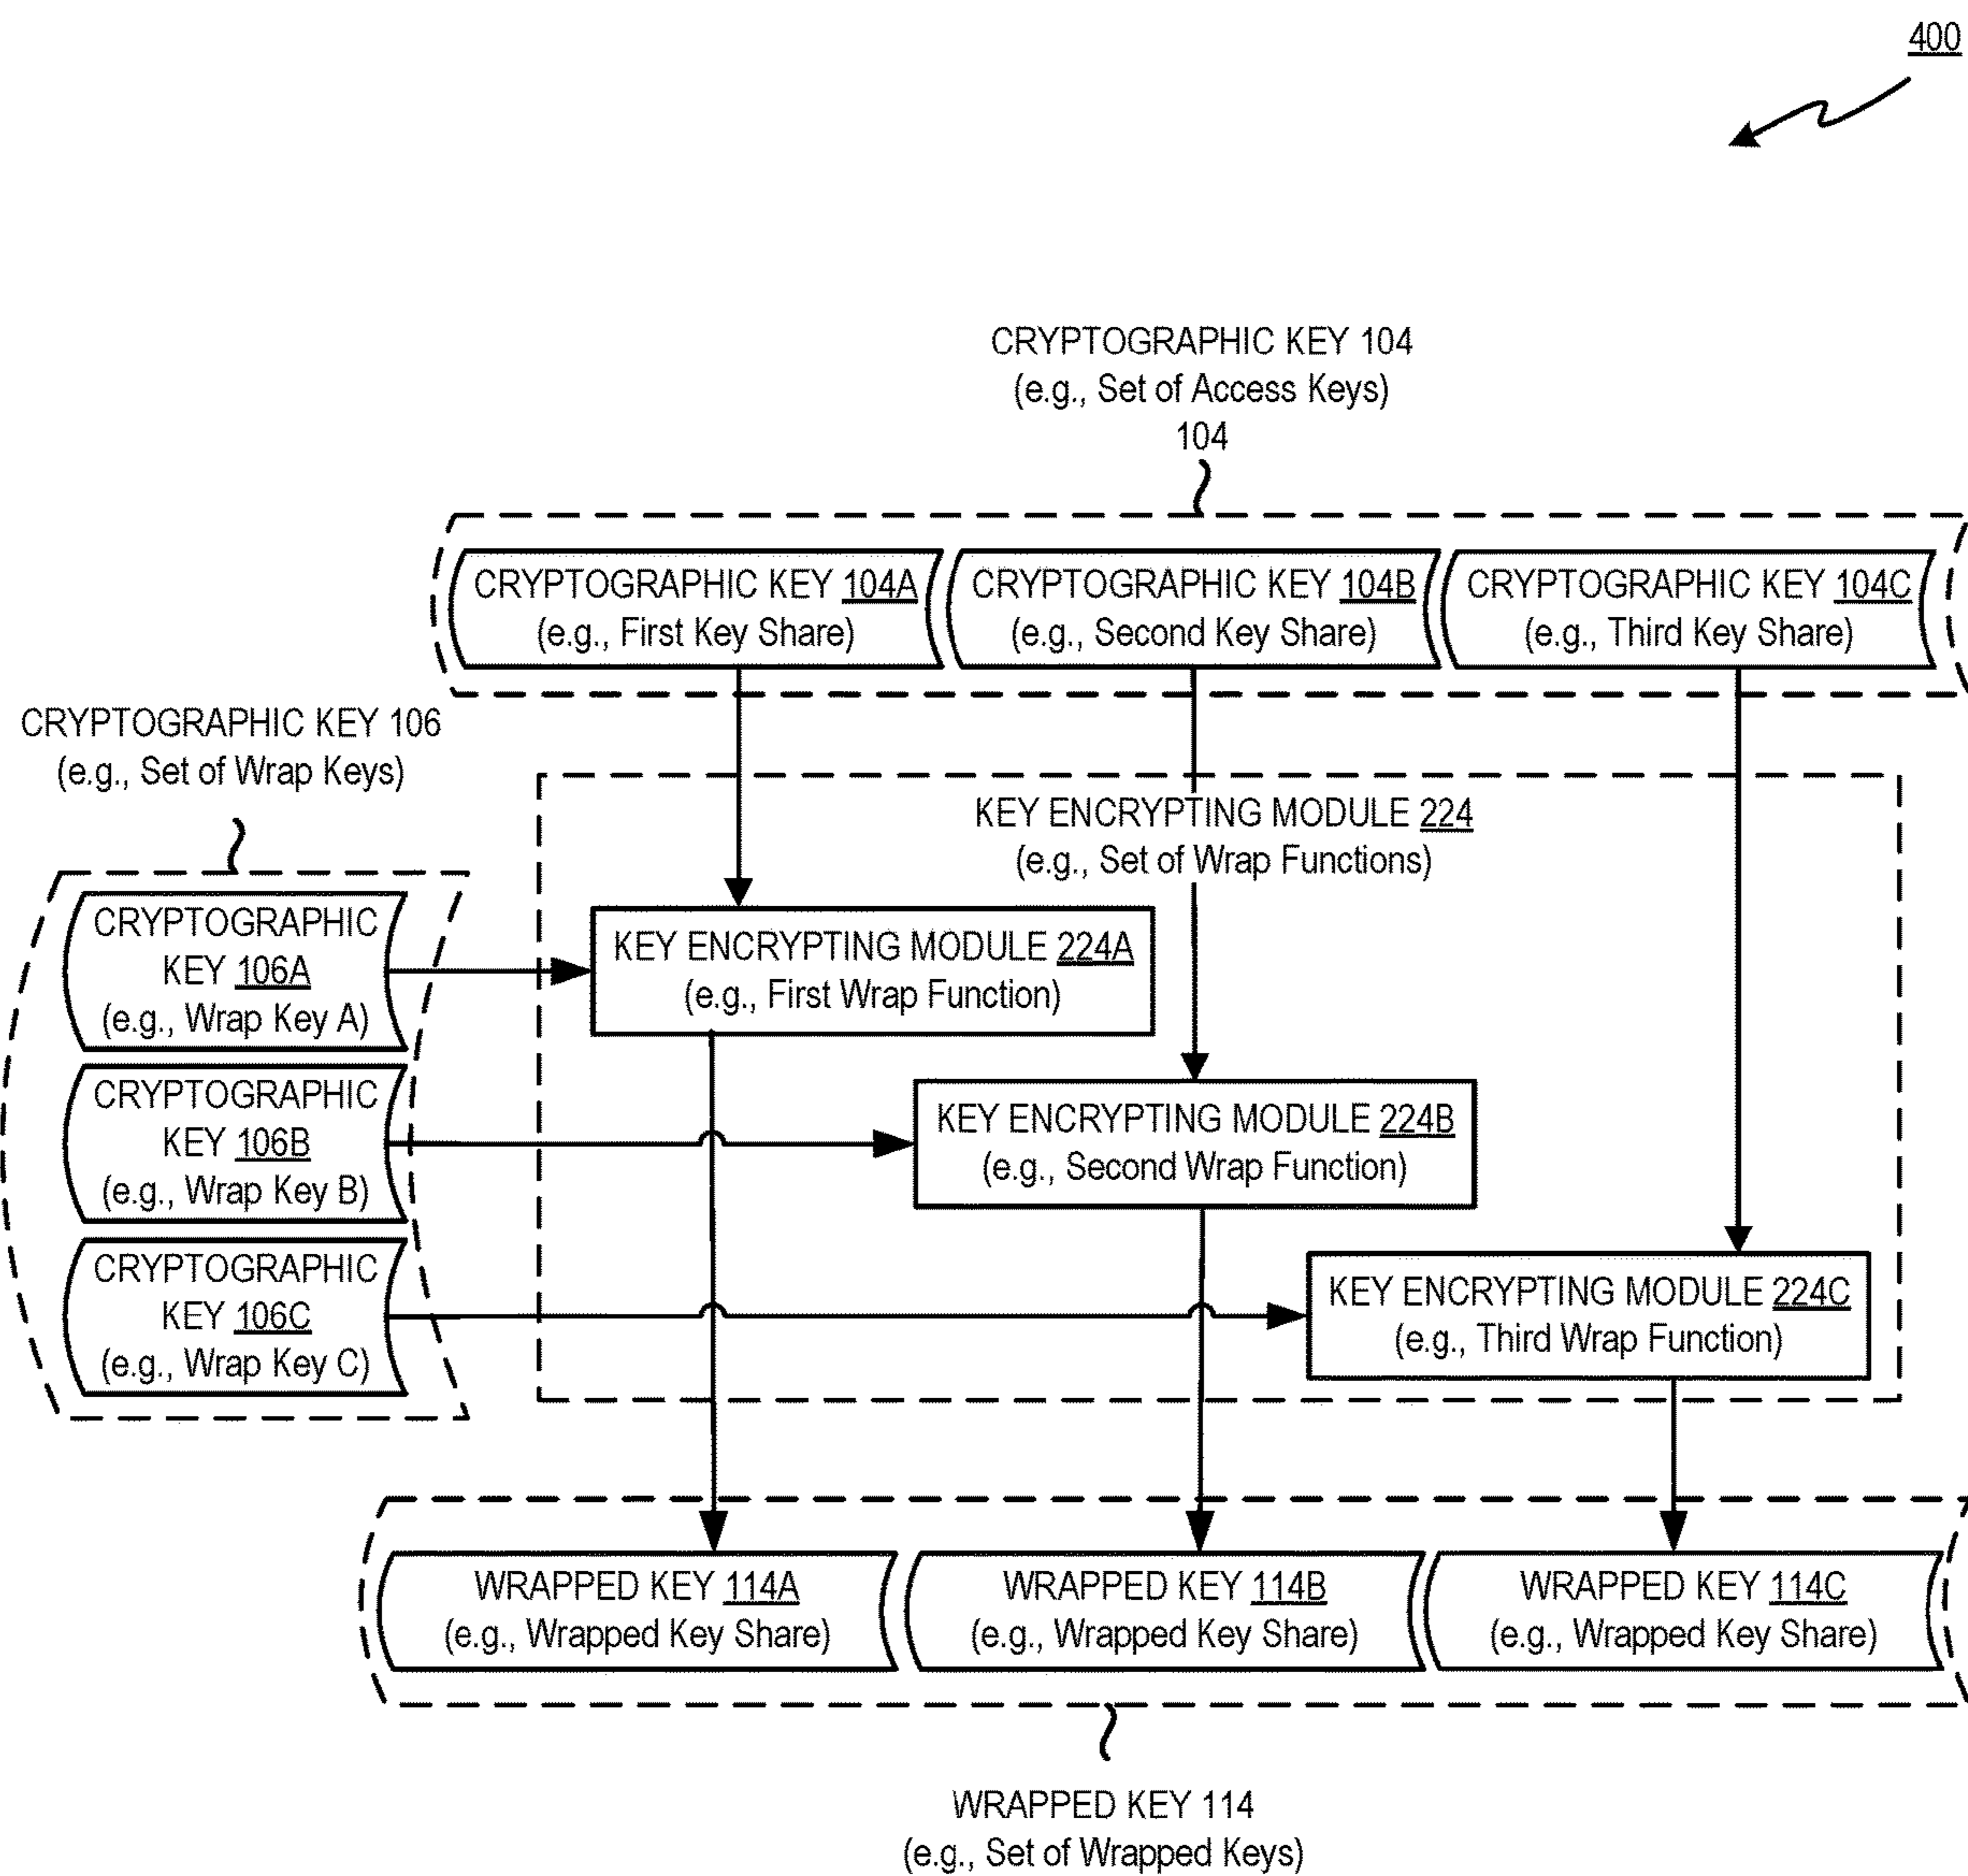 400
CRYPTOGRAPHIC KEY 104
(e.g., Set of Access Keys)
104
CRYPTOGRAPHIC KEY 104A
(e.g., First Key Share)
CRYPTOGRAPHIC KEY 104B
(e.g., Second Key Share)
CRYPTOGRAPHIC KEY 104C
(e.g., Third Key Share)
CRYPTOGRAPHIC KEY 106
(e.g., Set of Wrap Keys)
KEY ENCRYPTING MODULE 224
(e.g., Set of Wrap Functions)
CRYPTOGRAPHIC
KEY 106A
(e.g., Wrap Key A)
KEY ENCRYPTING MODULE 224A
(e.g., First Wrap Function)
CRYPTOGRAPHIC
KEY 106B
(e.g., Wrap Key B)
KEY ENCRYPTING MODULE 224B
(e.g., Second Wrap Function)
CRYPTOGRAPHIC
KEY 106C
(e.g., Wrap Key C)
KEY ENCRYPTING MODULE 224C
(e.g., Third Wrap Function)
WRAPPED KEY 114A
(e.g., Wrapped Key Share)
WRAPPED KEY 114B
(e.g., Wrapped Key Share)
WRAPPED KEY 114C
(e.g., Wrapped Key Share)
WRAPPED KEY 114
(e.g., Set of Wrapped Keys)